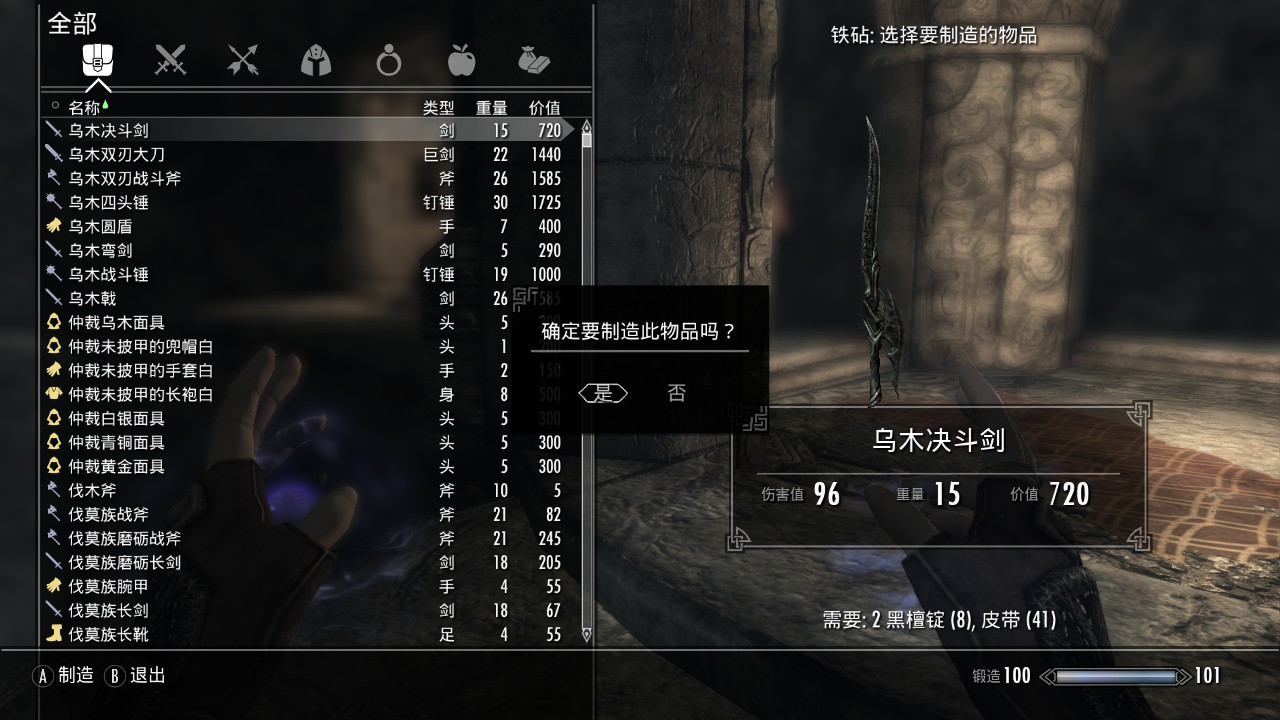 全部
铁砧: 选择要制造的物品
名称 类型 重量 价值
乌木决斗剑 剑 15 720
乌木双刃大刀 巨剑 22 1440
乌木双刃战斗斧 斧 26 1585
乌木四头锤 钉锤 30 1725
乌木圆盾 手 7 400
乌木弯剑 剑 5 290
乌木战斗锤 钉锤 19 1000
乌木戟 剑 26 1585
仲裁乌木面具 头 5
仲裁未披甲的兜帽白 头 1
仲裁未披甲的手套白 手 2 150
仲裁未披甲的长袍白 身 8 500
仲裁白银面具 头 5 300
仲裁青铜面具 头 5 300
仲裁黄金面具 头 5 300
伐木斧 斧 10 5
伐莫族战斧 斧 21 82
伐莫族磨砺战斧 斧 21 245
伐莫族磨砺长剑 剑 18 205
伐莫族腕甲 手 4 55
伐莫族长剑 剑 18 67
伐莫族长靴 足 4 55
确定要制造此物品吗？
是 否
乌木决斗剑
伤害值 96 重量 15 价值 720
需要: 2 黑檀锭 (8), 皮带 (41)
A 制造 B 退出
锻造 100 101